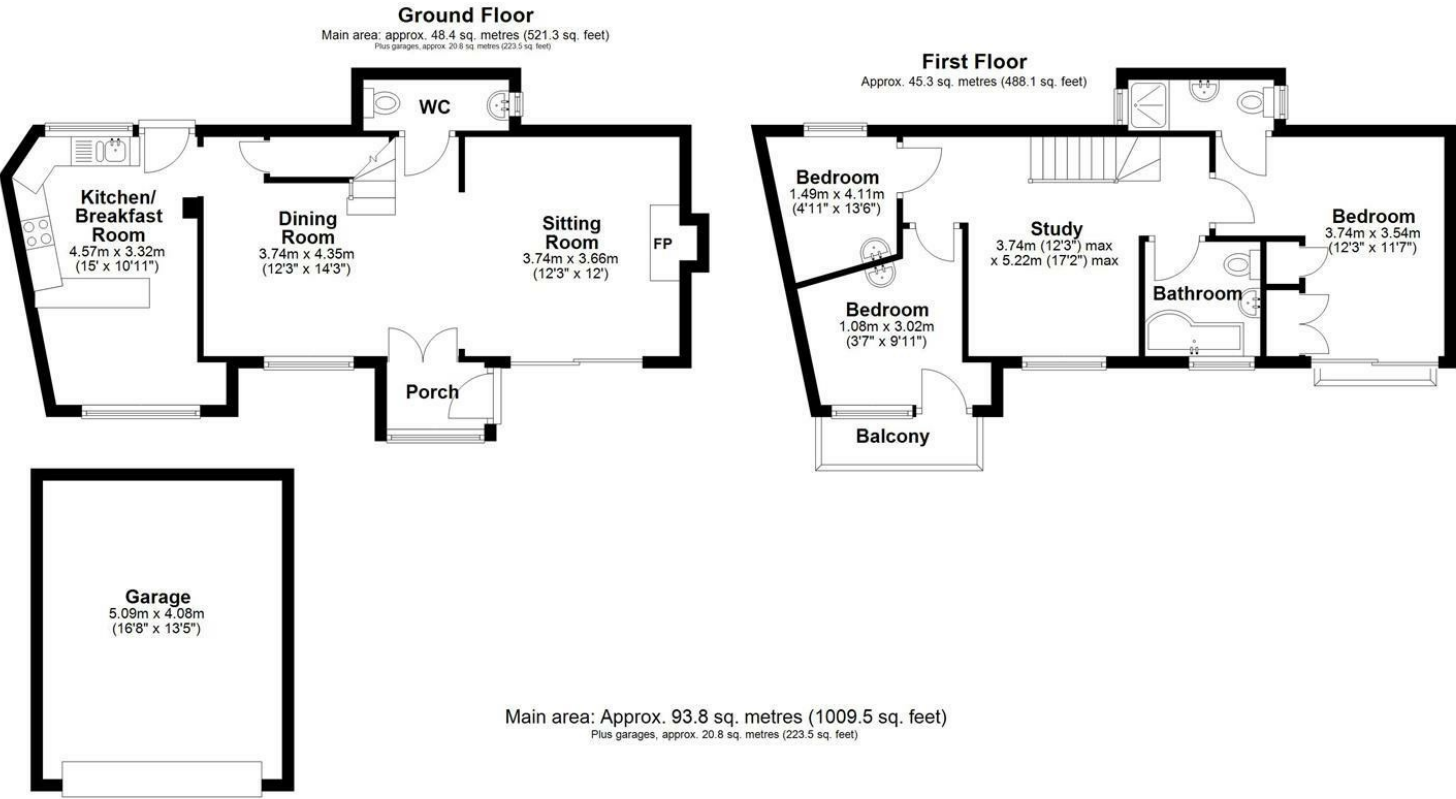 Ground Floor
Main area: approx. 48.4 sq. metres (521.3 sq. feet)
Plus garages, approx. 20.8 sq. metres (223.5 sq. feet)
WC
Kitchen/
Breakfast
Room
4.57m x 3.32m
(15' x 10'11")
Dining
Room
3.74m x 4.35m
(12'3" x 14'3")
Sitting
Room
3.74m x 3.66m
(12'3" x 12')
FP
Porch
Garage
5.09m x 4.08m
(16'8" x 13'5")
First Floor
Approx. 45.3 sq. metres (488.1 sq. feet)
Bedroom
1.49m x 4.11m
(4'11" x 13'6")
Study
3.74m (12'3") max
x 5.22m (17'2") max
Bedroom
3.74m x 3.54m
(12'3" x 11'7")
Bathroom
Bedroom
1.08m x 3.02m
(3'7" x 9'11")
Balcony
Main area: Approx. 93.8 sq. metres (1009.5 sq. feet)
Plus garages, approx. 20.8 sq. metres (223.5 sq. feet)